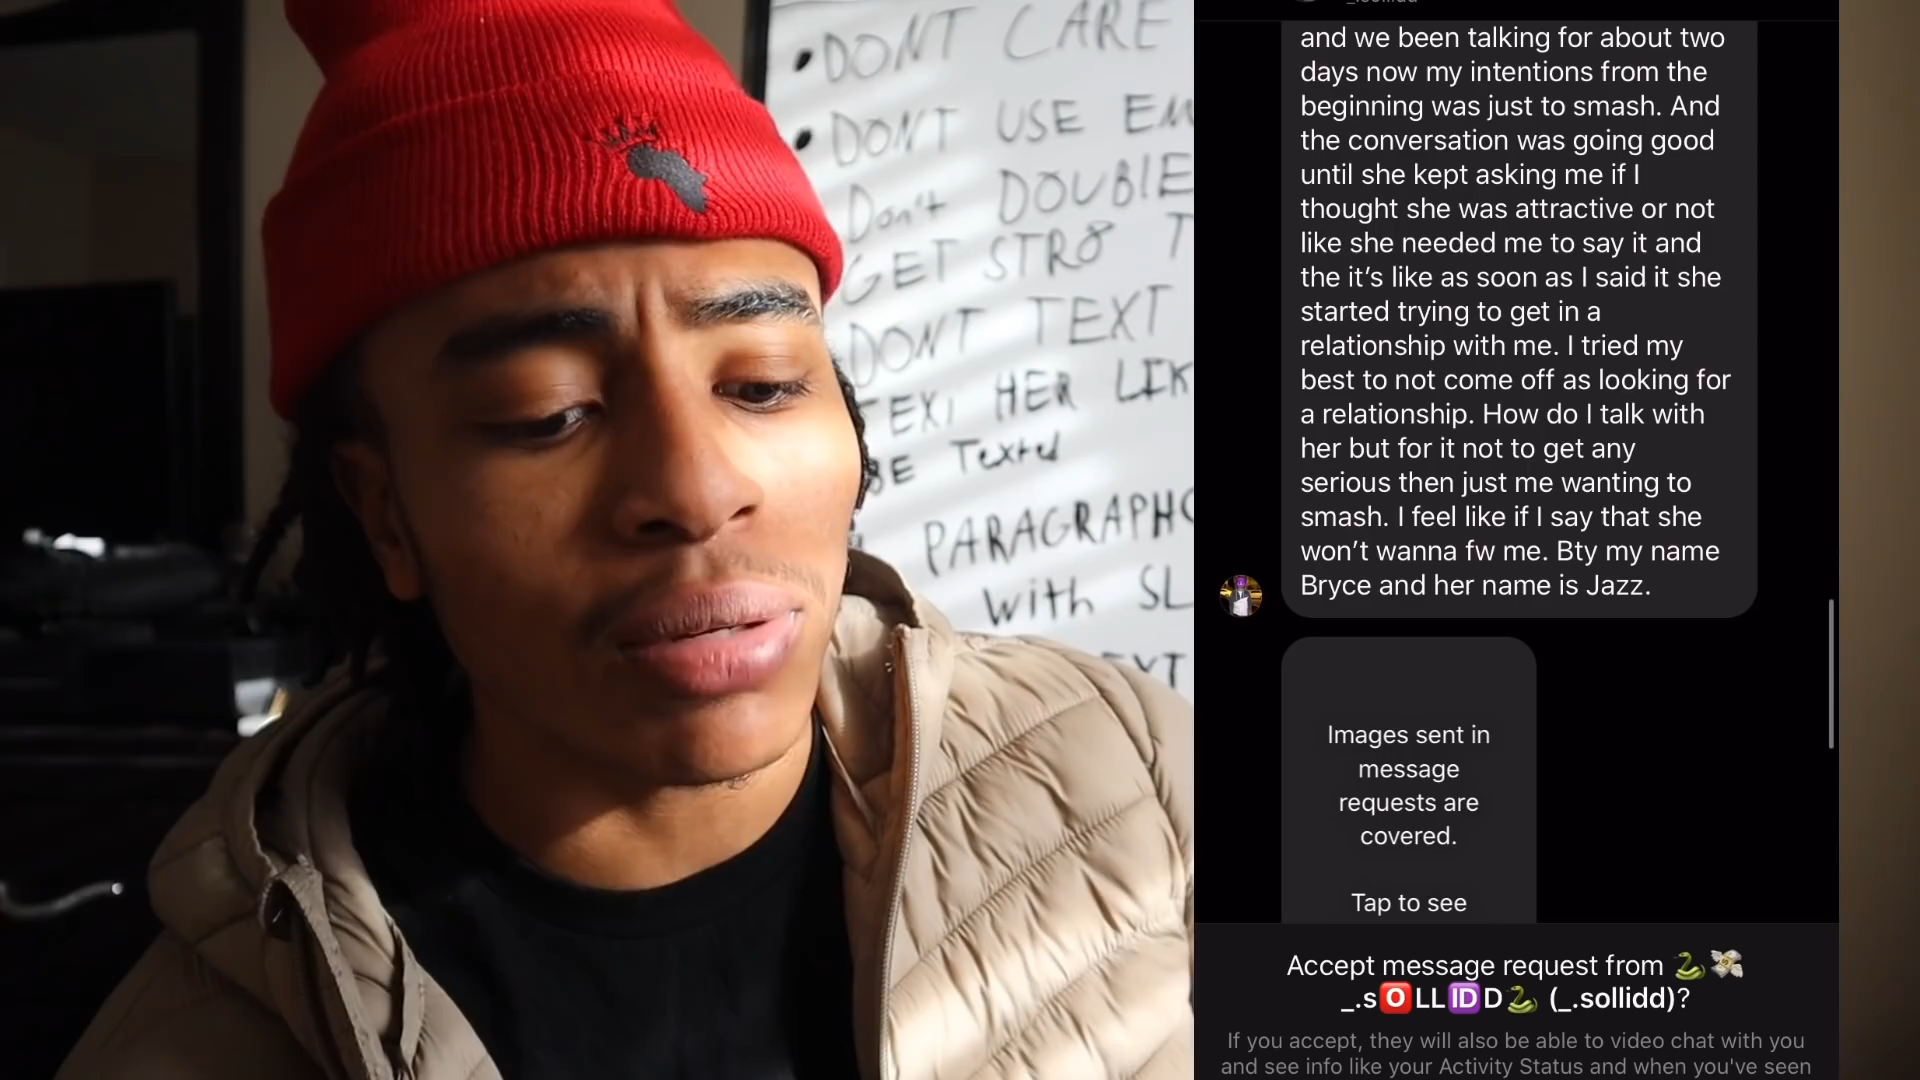 • DONT CARE
• DONT USE
Don't DOUBLE
GET STR8
DONT TEXT
TEXT HER LIK
BE Texted
PARAGRAPH
with SL
EXT
and we been talking for about two
days now my intentions from the
beginning was just to smash. And
the conversation was going good
until she kept asking me if I
thought she was attractive or not
like she needed me to say it and
the it’s like as soon as I said it she
started trying to get in a
relationship with me. I tried my
best to not come off as looking for
a relationship. How do I talk with
her but for it not to get any
serious then just me wanting to
smash. I feel like if I say that she
won’t wanna fw me. Bty my name
Bryce and her name is Jazz.
Images sent in
message
requests are
covered.
Tap to see
Accept message request from 🐍💸
_.s🅾️LL🆔D🐍 (_.sollidd)?
If you accept, they will also be able to video chat with you
and see info like your Activity Status and when you've seen